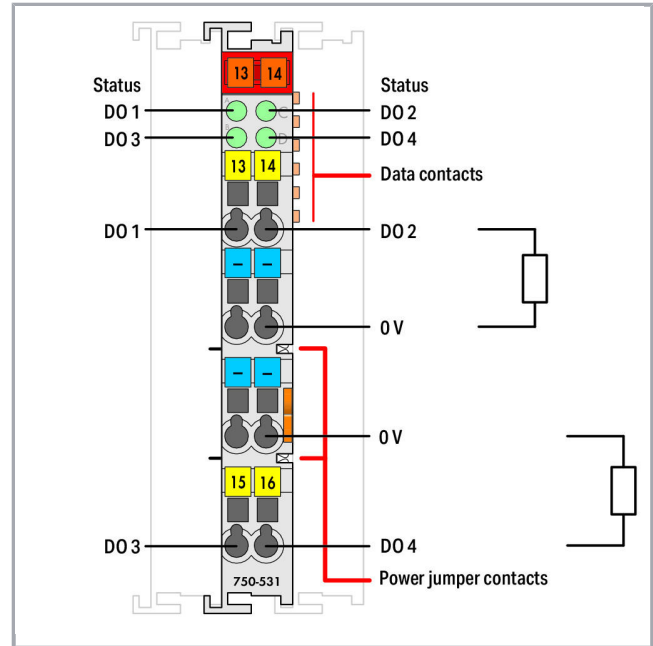 13 14
Status Status
A C
DO 1 DO 2
B D
DO 3 DO 4
13 14
Data contacts
DO 1 DO 2
- -
0 V
- -
0 V
15 16
DO 3 DO 4
750-531
Power jumper contacts